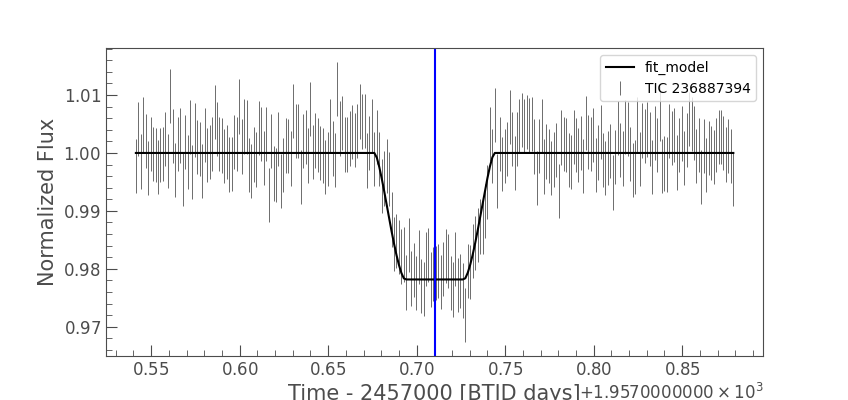 fit_model
TIC 236887394
Normalized Flux
1.01
1.00
0.99
0.98
0.97
0.55
0.60
0.65
0.70
0.75
0.80
0.85
Time - 2457000 [BTJD days]
+1.9570000000 × 10³